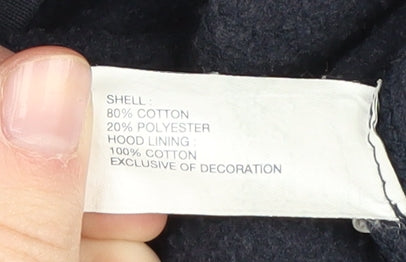 SHELL :
80% COTTON
20% POLYESTER
HOOD LINING :
100% COTTON
EXCLUSIVE OF DECORATION